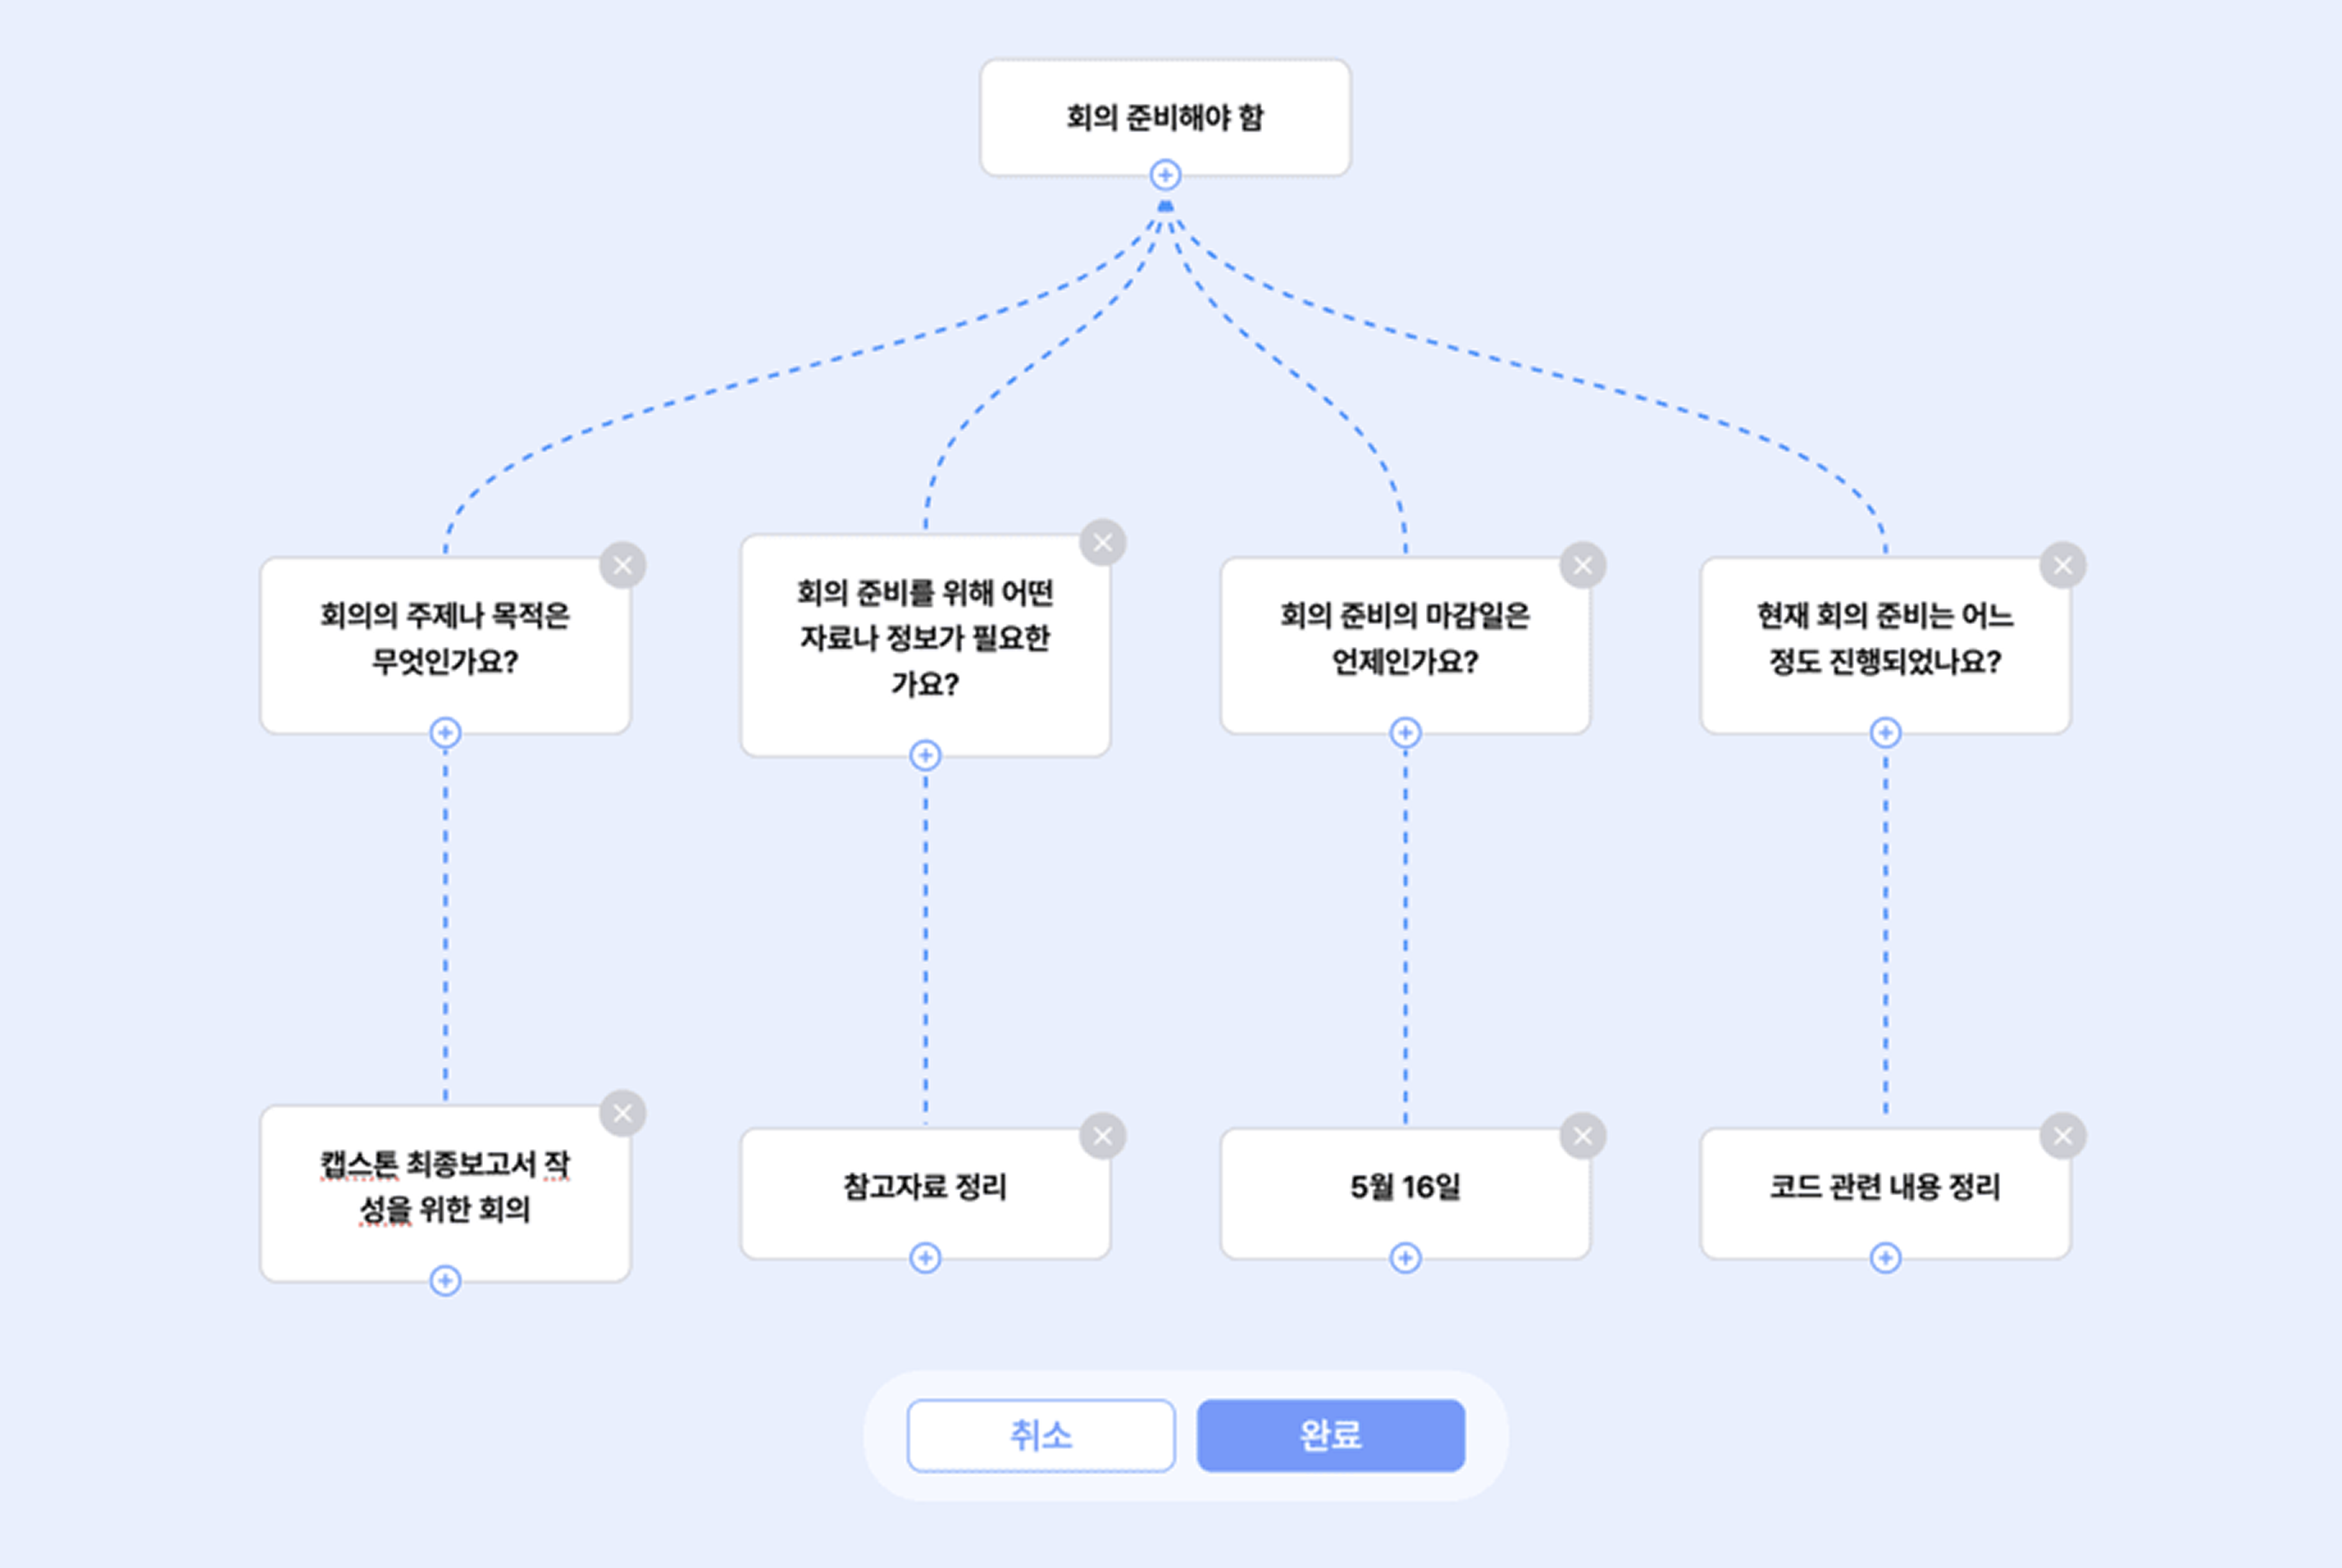 회의 준비해야 함
회의의 주제나 목적은
무엇인가요?
회의 준비를 위해 어떤
자료나 정보가 필요한
가요?
회의 준비의 마감일은
언제인가요?
현재 회의 준비는 어느
정도 진행되었나요?
캡스톤 최종보고서 작
성을 위한 회의
참고자료 정리
5월 16일
코드 관련 내용 정리
취소
완료